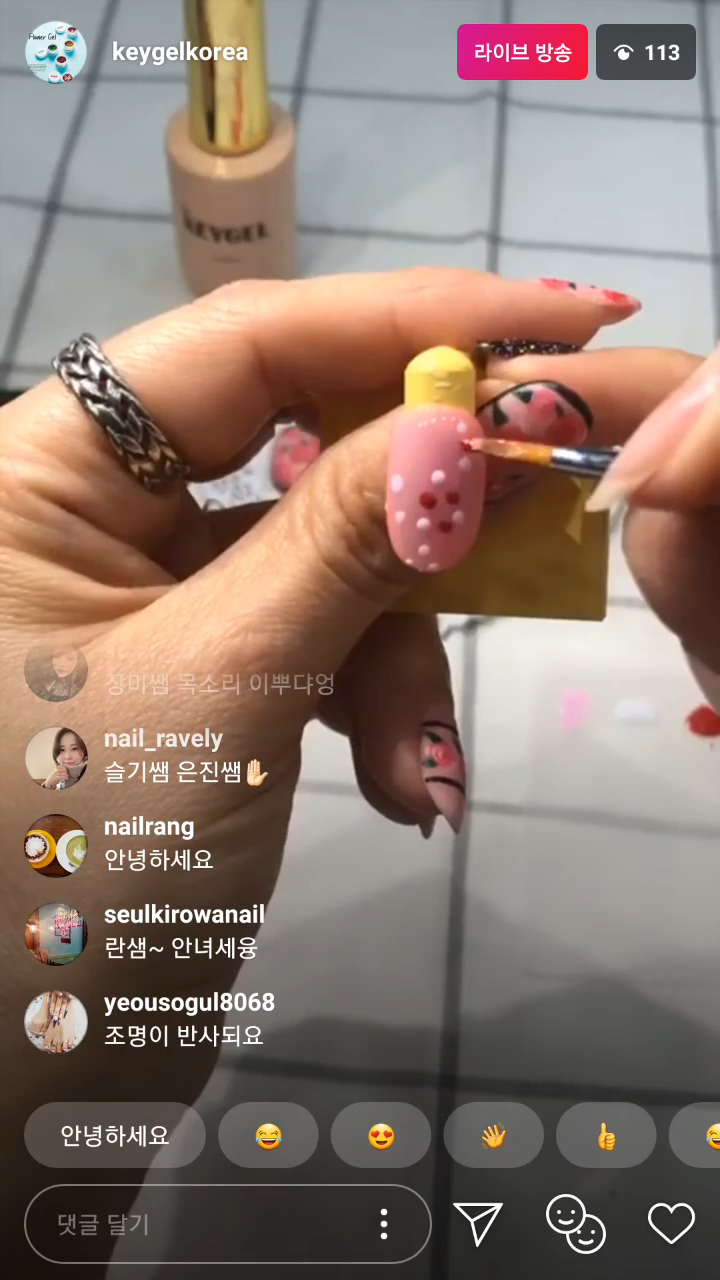 keygelkorea
라이브 방송
113
KEYGEL
장미쌤 목소리 이쁘댜엉
nail_ravely
슬기쌤 은진쌤✋🏻
nailrang
안녕하세요
seulkirowanail
란샘~ 안녀세융
yeousogul8068
조명이 반사되요
안녕하세요 😂 😍 👋 👍 😂
댓글 달기